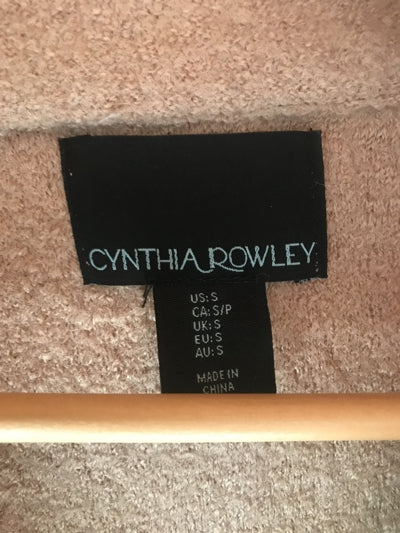 CYNTHIA ROWLEY
US: S
CA: S/P
UK: S
EU: S
AU: S
MADE IN
CHINA